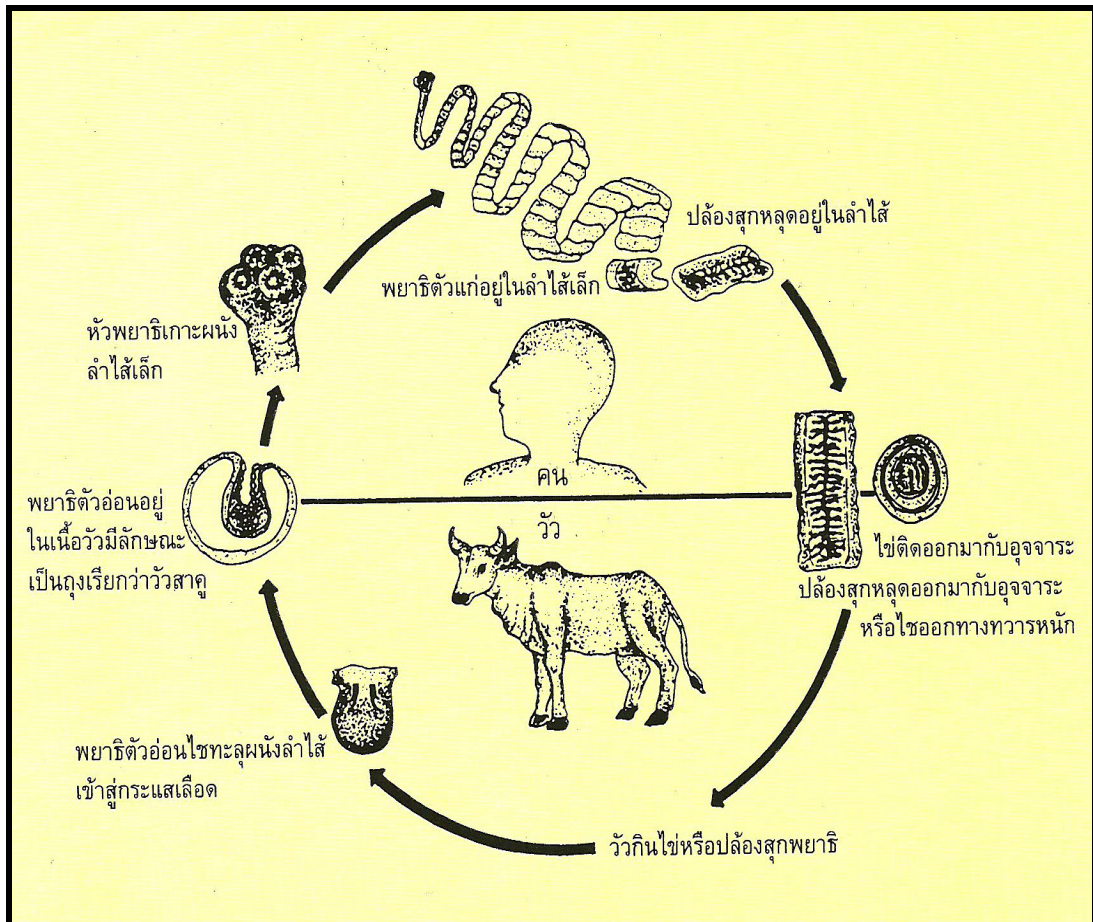 ปล้องสุกหลุดอยู่ในลำไส้
พยาธิตัวแก่อยู่ในลำไส้เล็ก
หัวพยาธิเกาะผนัง
ลำไส้เล็ก
คน
วัว
พยาธิตัวอ่อนอยู่
ในเนื้อวัวมีลักษณะ
เป็นถุงเรียกว่าวัวสาคู
ไข่ติดออกมากับอุจจาระ
ปล้องสุกหลุดออกมากับอุจจาระ
หรือไชออกทางทวารหนัก
พยาธิตัวอ่อนไชทะลุผนังลำไส้
เข้าสู่กระแสเลือด
วัวกินไข่หรือปล้องสุกพยาธิ